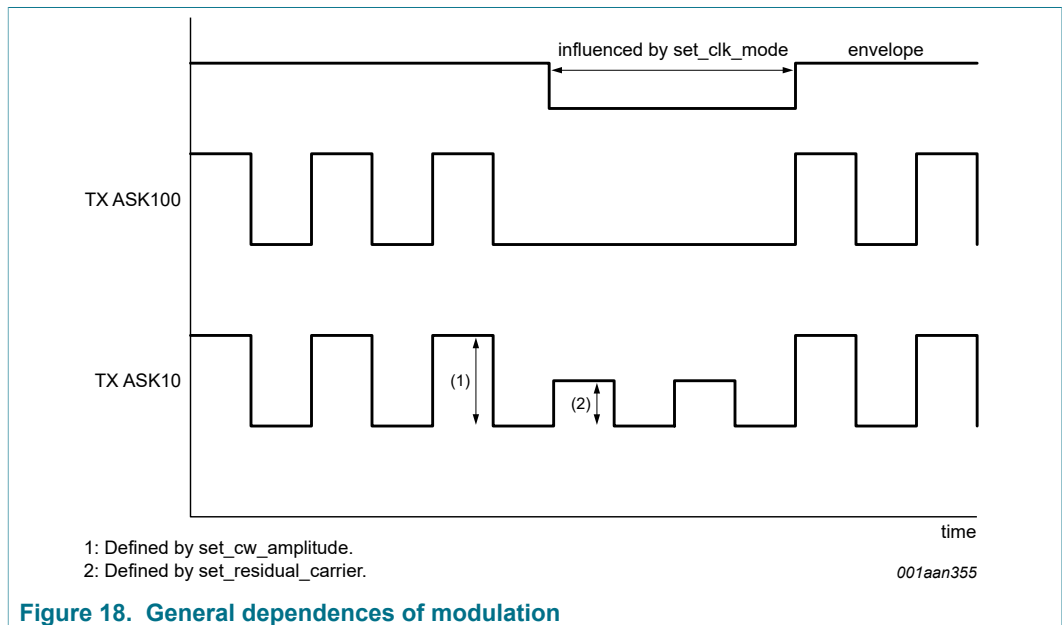 influenced by set_clk_mode envelope
TX ASK100
TX ASK10
(1)
(2)
time
1: Defined by set_cw_amplitude.
2: Defined by set_residual_carrier.
001aan355
Figure 18. General dependences of modulation